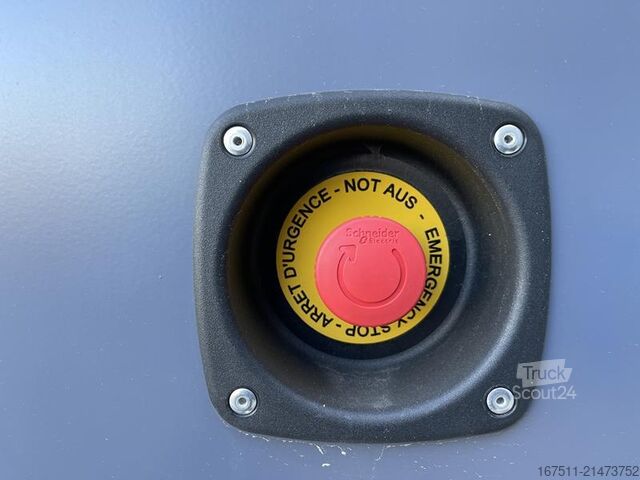 ARRET D'URGENCE - NOT AUS - EMERGENCY STOP -
Schneider
Electric
Truck
Scout24
167511-21473752